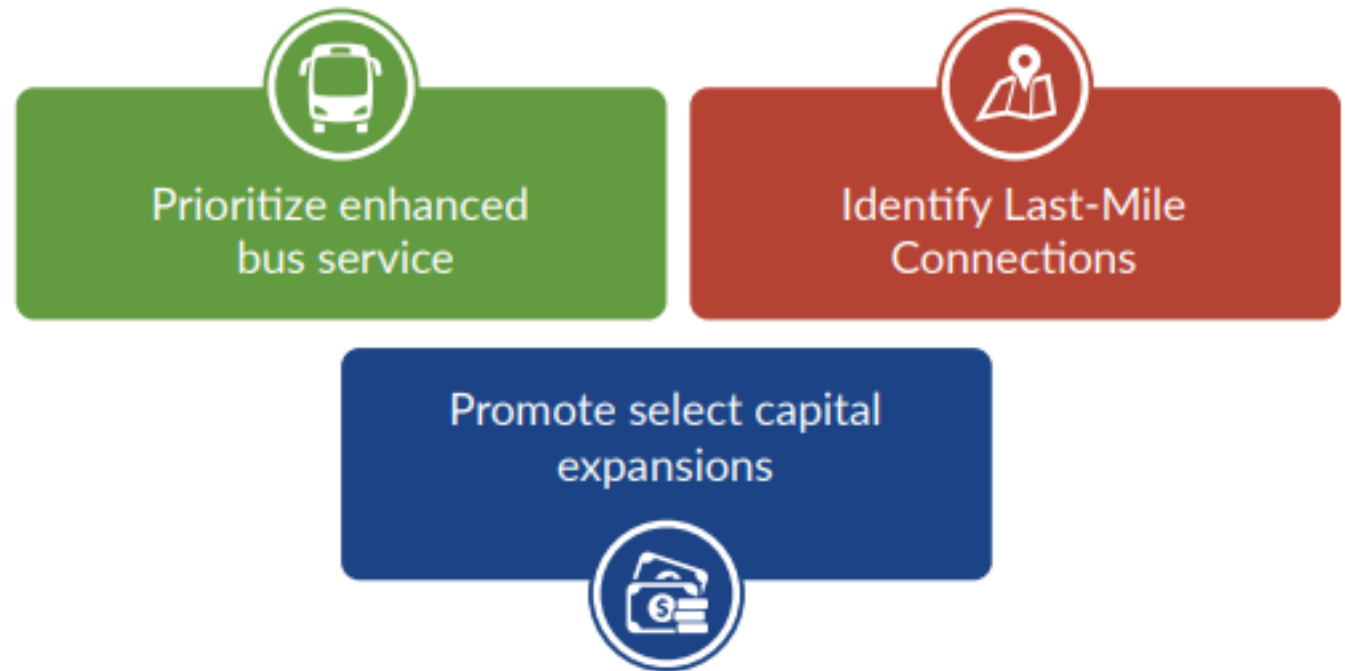 Prioritize enhanced
bus service
Identify Last-Mile
Connections
Promote select capital
expansions
$